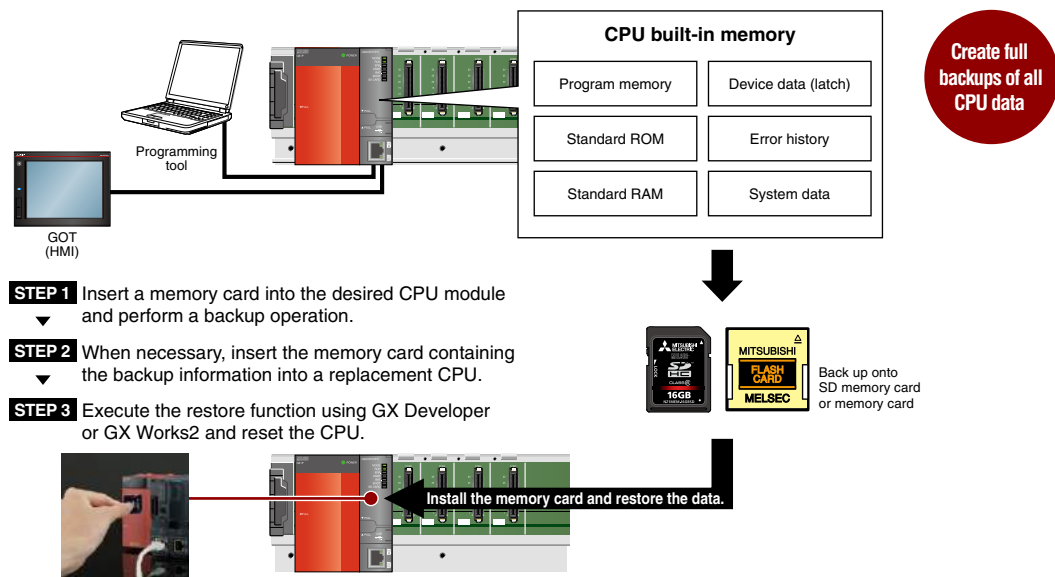 CPU built-in memory
Program memory
Device data (latch)
Standard ROM
Error history
Standard RAM
System data
Create full
backups of all
CPU data
Programming
tool
GOT
(HMI)
STEP 1 Insert a memory card into the desired CPU module
and perform a backup operation.
STEP 2 When necessary, insert the memory card containing
the backup information into a replacement CPU.
STEP 3 Execute the restore function using GX Developer
or GX Works2 and reset the CPU.
MITSUBISHI
ELECTRIC
LOCK
SD
HC
CLASS
16GB
MITSUBISHI
FLASH
CARD
MELSEC
Back up onto
SD memory card
or memory card
Install the memory card and restore the data.